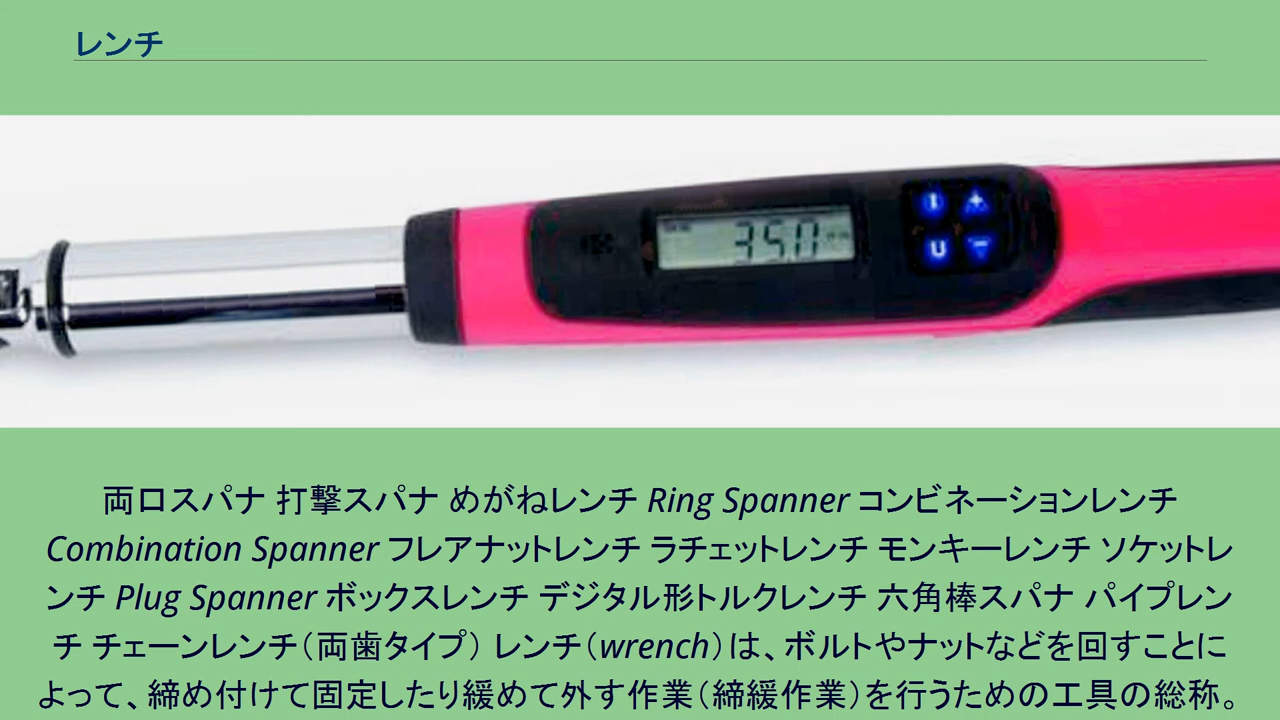 レンチ
350
両口スパナ 打撃スパナ めがねレンチ Ring Spanner コンビネーションレンチ
Combination Spanner フレアナットレンチ ラチェットレンチ モンキーレンチ ソケットレ
ンチ Plug Spanner ボックスレンチ デジタル形トルクレンチ 六角棒スパナ パイプレン
チ チェーンレンチ（両歯タイプ） レンチ（wrench）は、ボルトやナットなどを回すことに
よって、締め付けて固定したり緩めて外す作業（締緩作業）を行うための工具の総称。